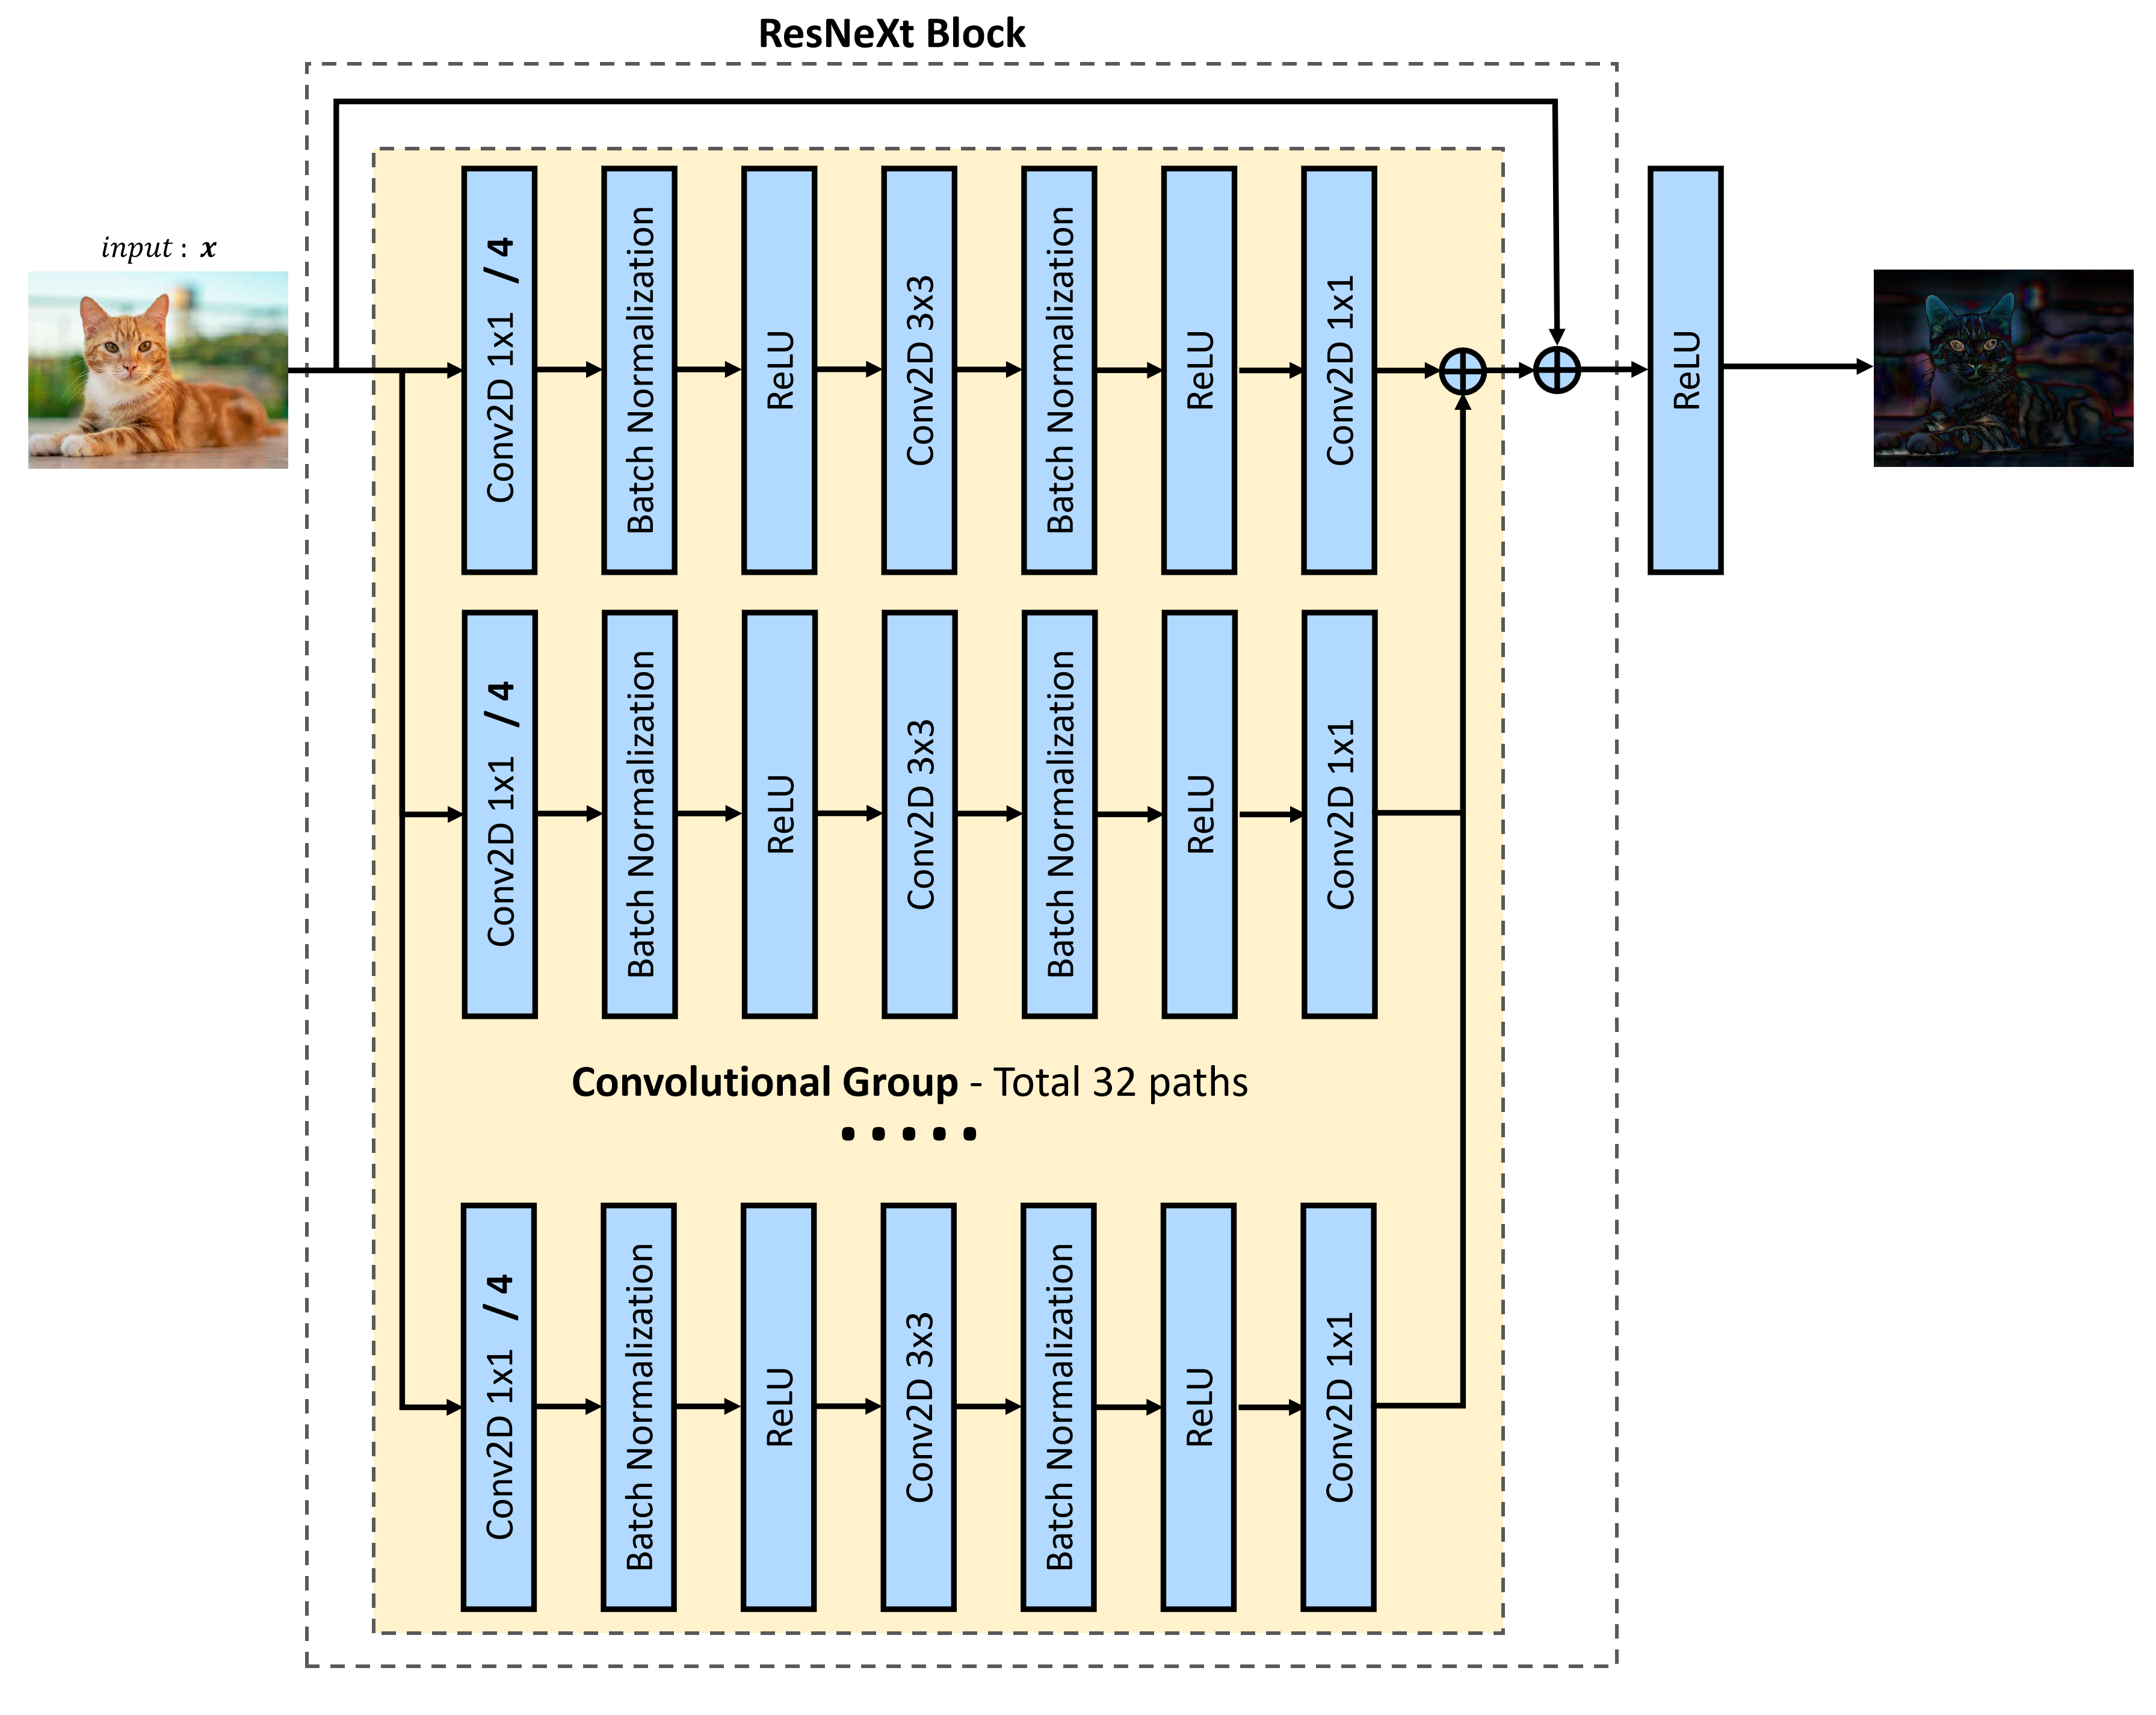 ResNeXt Block
input : x
Conv2D 1x1 / 4
Batch Normalization
ReLU
Conv2D 3x3
Batch Normalization
ReLU
Conv2D 1x1
ReLU
Conv2D 1x1 / 4
Batch Normalization
ReLU
Conv2D 3x3
Batch Normalization
ReLU
Conv2D 1x1
Convolutional Group - Total 32 paths
.....
Conv2D 1x1 / 4
Batch Normalization
ReLU
Conv2D 3x3
Batch Normalization
ReLU
Conv2D 1x1